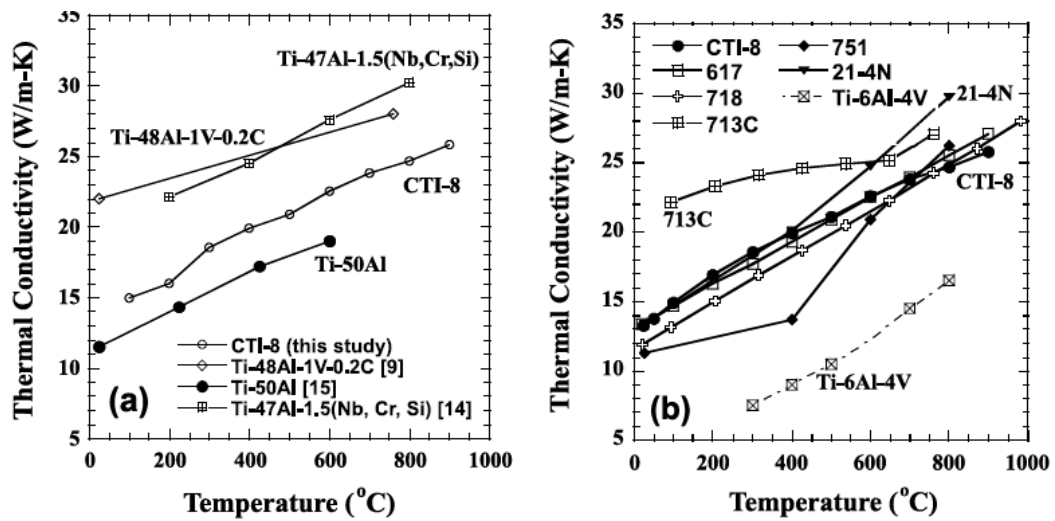 Thermal Conductivity (W/m-K)
35
30
25
20
15
10
5
Ti-47Al-1.5(Nb,Cr,Si)
Ti-48Al-1V-0.2C
CTI-8
Ti-50Al
(a)
CTI-8 (this study)
Ti-48Al-1V-0.2C [9]
Ti-50Al [15]
Ti-47Al-1.5(Nb, Cr, Si) [14]
0 200 400 600 800 1000
Temperature (°C)
Thermal Conductivity (W/m-K)
35
30
25
20
15
10
5
CTI-8
617
718
713C
751
21-4N
Ti-6Al-4V
21-4N
CTI-8
713C
Ti-6Al-4V
(b)
0 200 400 600 800 1000
Temperature (°C)